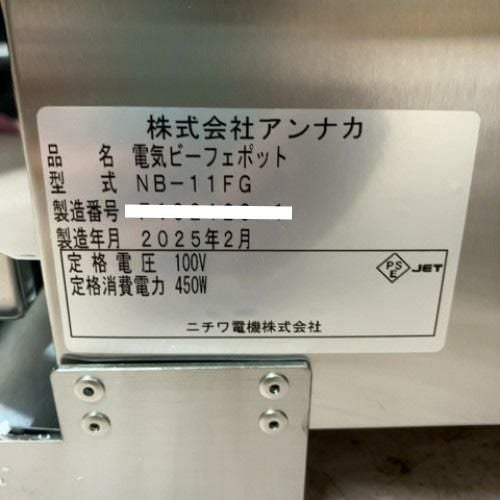 株式会社アンナカ
品名 電気ビーフェポット
型式 NB-11FG
製造番号
製造年月 2025年2月
定格電圧 100V
定格消費電力 450W
PSE JET
ニチワ電機株式会社